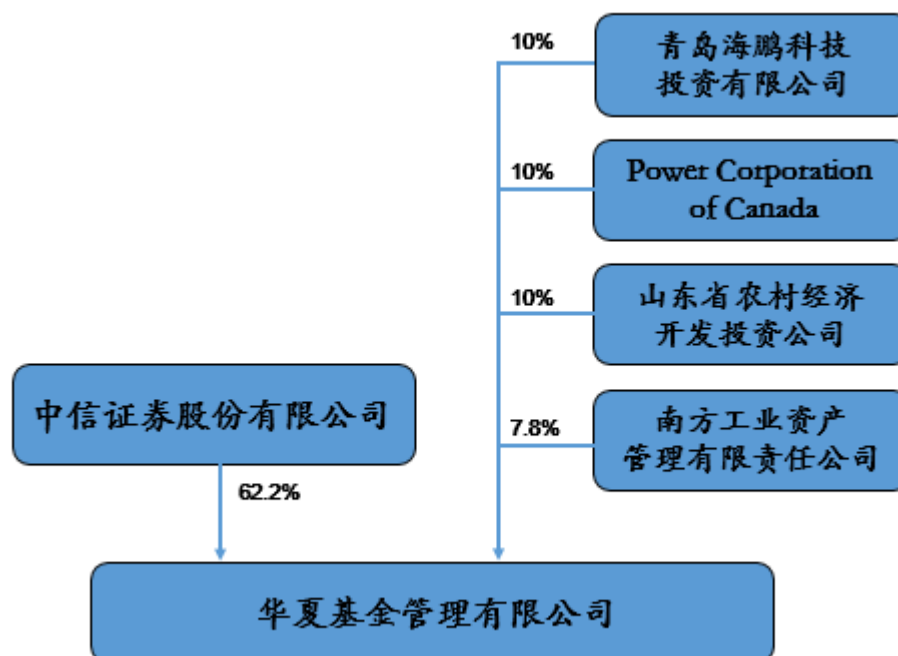 10%
青岛海鹏科技
投资有限公司
10%
Power Corporation
of Canada
10%
山东省农村经济
开发投资公司
中信证券股份有限公司
7.8%
南方工业资产
管理有限责任公司
62.2%
华夏基金管理有限公司